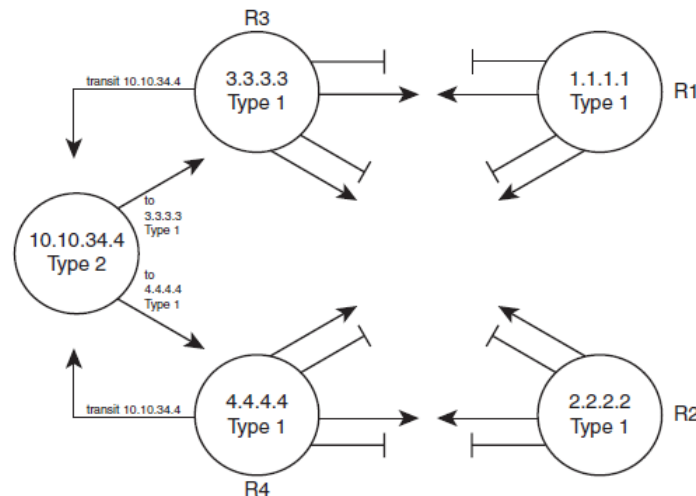 R3
3.3.3.3
Type 1
1.1.1.1
Type 1
R1
transit 10.10.34.4
to
3.3.3.3
Type 1
10.10.34.4
Type 2
to
4.4.4.4
Type 1
transit 10.10.34.4
4.4.4.4
Type 1
R4
2.2.2.2
Type 1
R2